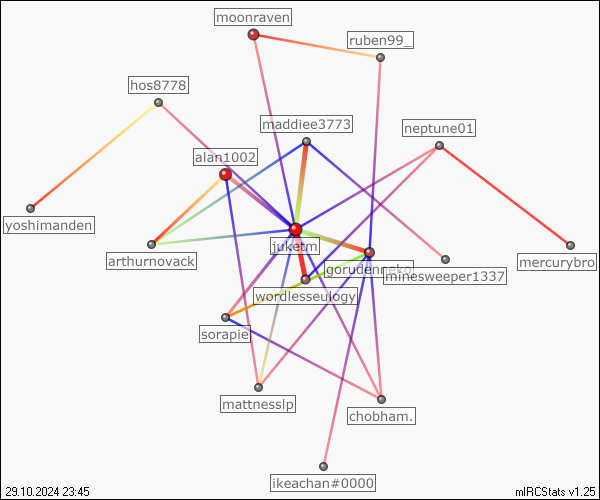 moonraven
ruben99_
hos8778
maddiee3773
neptune01
alan1002
yoshimanden
juketm
arthurnovack
mercurybro
minesweeper1337
wordlesseulogy
sorapie
mattnesslp
chobham.
ikeachan#0000
29.10.2024 23:45
mIRCStats v1.25